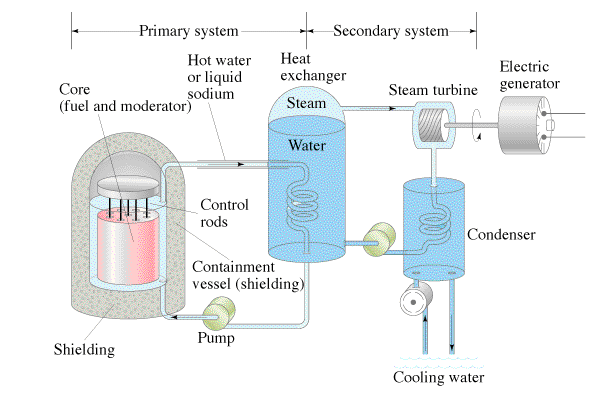 Primary system
Secondary system
Hot water
or liquid
sodium
Heat
exchanger
Electric
generator
Core
(fuel and moderator)
Steam turbine
Steam
Water
Control
rods
Condenser
Containment
vessel (shielding)
Pump
Shielding
Cooling water